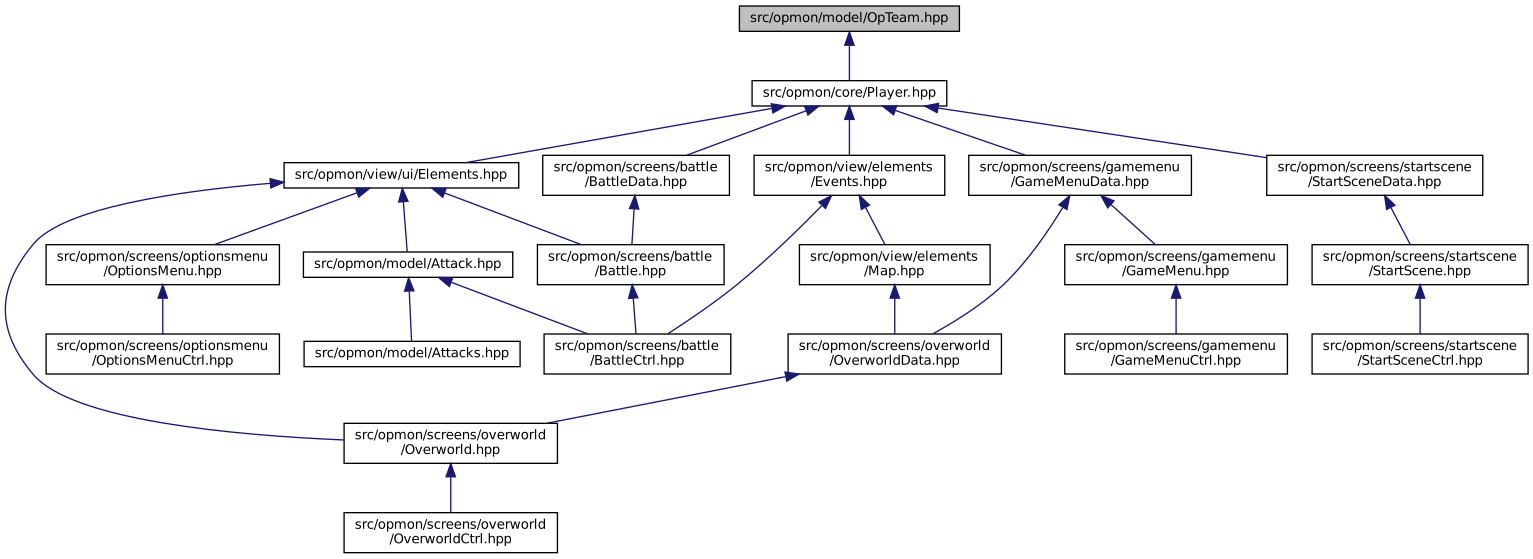 src/opmon/model/OpTeam.hpp
src/opmon/core/Player.hpp
src/opmon/view/ui/Elements.hpp
src/opmon/screens/battle
/BattleData.hpp
src/opmon/view/elements
/Events.hpp
src/opmon/screens/gamemenu
/GameMenuData.hpp
src/opmon/screens/startscene
/StartSceneData.hpp
src/opmon/screens/optionsmenu
/OptionsMenu.hpp
src/opmon/model/Attack.hpp
src/opmon/screens/battle
/Battle.hpp
src/opmon/view/elements
/Map.hpp
src/opmon/screens/gamemenu
/GameMenu.hpp
src/opmon/screens/startscene
/StartScene.hpp
src/opmon/screens/optionsmenu
/OptionsMenuCtrl.hpp
src/opmon/model/Attacks.hpp
src/opmon/screens/battle
/BattleCtrl.hpp
src/opmon/screens/overworld
/OverworldData.hpp
src/opmon/screens/gamemenu
/GameMenuCtrl.hpp
src/opmon/screens/startscene
/StartSceneCtrl.hpp
src/opmon/screens/overworld
/Overworld.hpp
src/opmon/screens/overworld
/OverworldCtrl.hpp